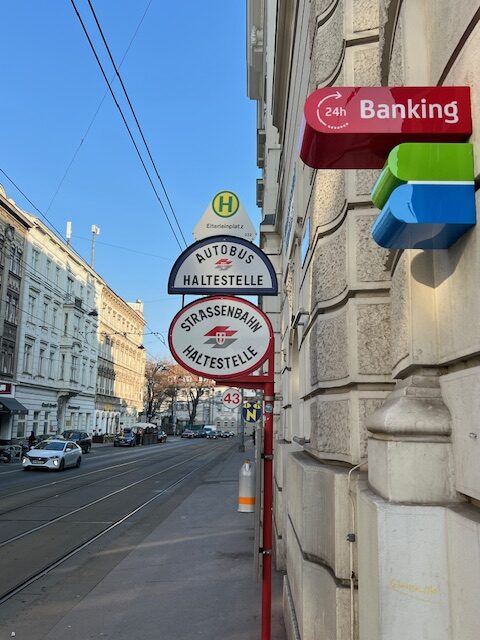 24h Banking
H
Elterleinplatz
AUTOBUS
HALTESTELLE
STRASSENBAHN
HALTESTELLE
43
N